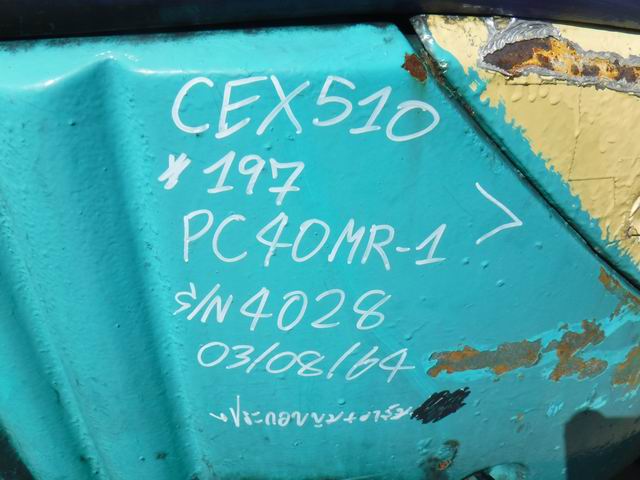 CEX510
*197
PC40MR-1 >
S/N4028
03/08/64